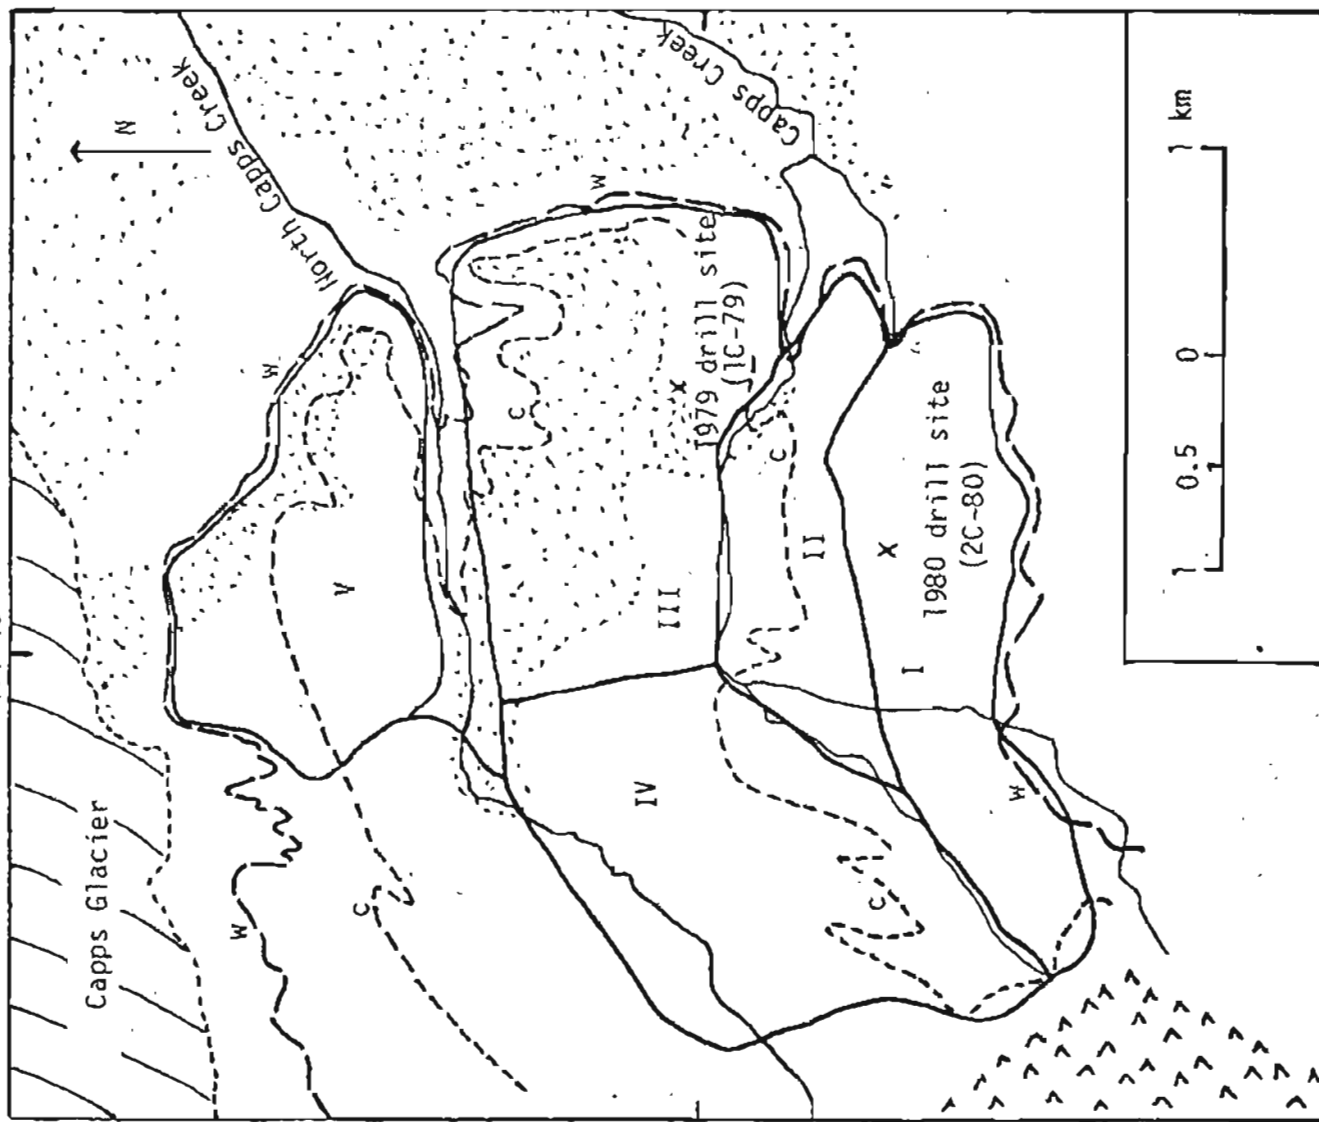 North Capps Creek
Capps Creek
N
W
W
C
V
1979 drill site
(1C-79)
X
C
III
II
X
1980 drill site
(2C-80)
I
IV
W
C
C
W
Capps Glacier
1 0.5 0 1 km